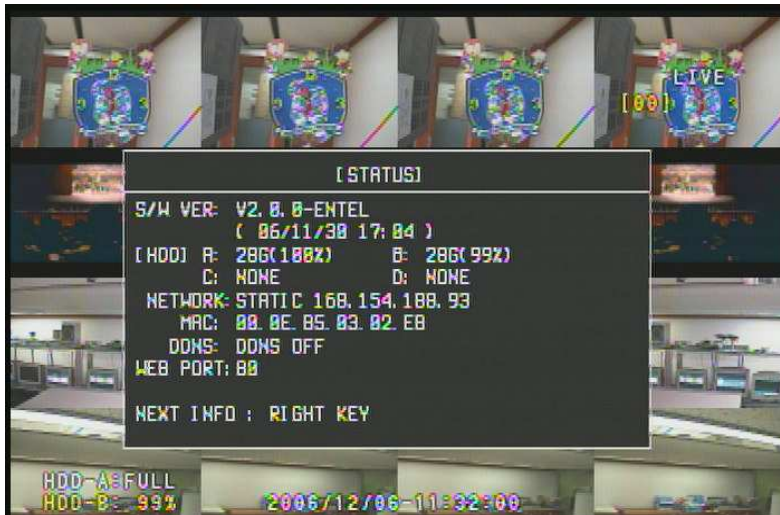 LIVE
[00]
[STATUS]
S/W VER: V2.0.0-ENTEL
( 06/11/30 17:04 )
[HDD] A: 28G(100%) B: 28G(99%)
C: NONE D: NONE
NETWORK: STATIC 168.154.188.93
MAC: 00.0E.B5.03.02.EB
DDNS: DDNS OFF
WEB PORT: 80
NEXT INFO : RIGHT KEY
HDD-A:FULL
HDD-B: 99% 2006/12/06-11:32:00